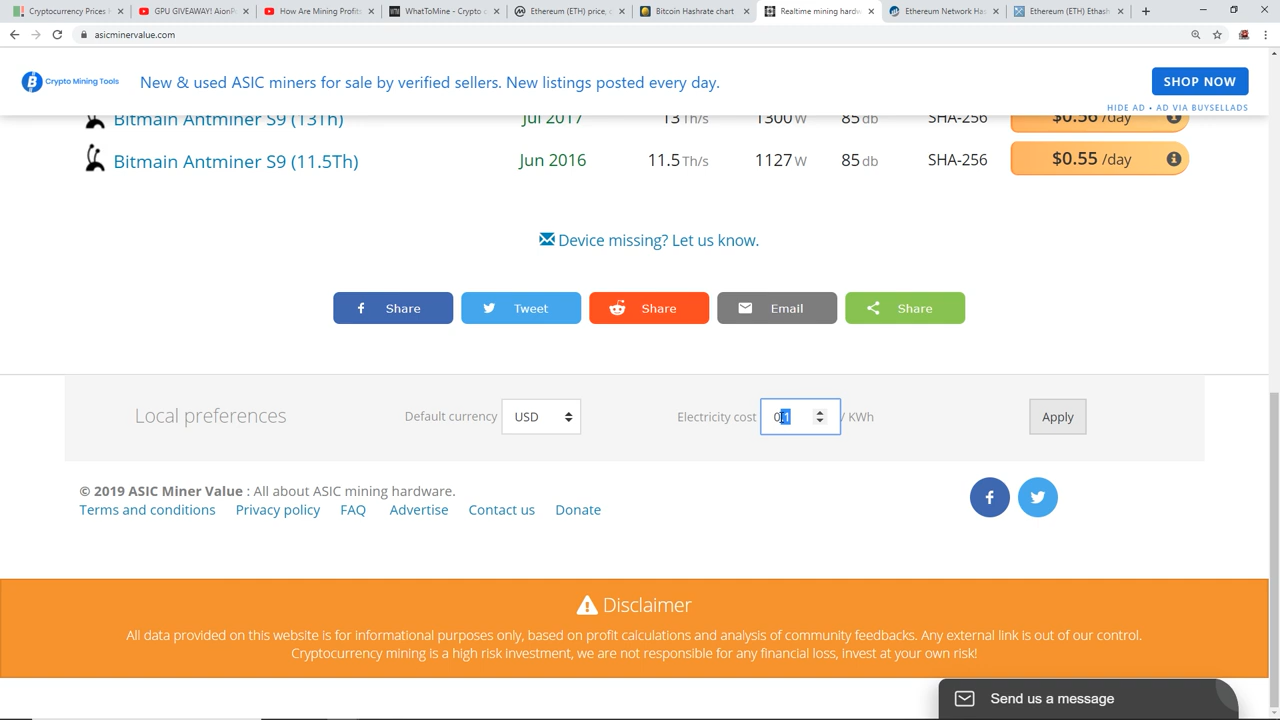 Cryptocurrency Prices
GPU GIVEAWAY! AionP
How Are Mining Profits
WhatToMine - Crypto c
Ethereum (ETH) price, c
Bitcoin Hashrate chart
Realtime mining hardw
Ethereum Network Ha
Ethereum (ETH) Ethash
asicminervalue.com
Crypto Mining Tools
New & used ASIC miners for sale by verified sellers. New listings posted every day.
SHOP NOW
HIDE AD • AD VIA BUYSELLADS
Bitmain Antminer S9 (13Th) Jul 2017 13 Th/s 1300 W 85 db SHA-256 $0.56 /day
Bitmain Antminer S9 (11.5Th) Jun 2016 11.5 Th/s 1127 W 85 db SHA-256 $0.55 /day
Device missing? Let us know.
Share Tweet Share Email Share
Local preferences Default currency USD Electricity cost 0.1 / KWh Apply
© 2019 ASIC Miner Value : All about ASIC mining hardware.
Terms and conditions Privacy policy FAQ Advertise Contact us Donate
Disclaimer
All data provided on this website is for informational purposes only, based on profit calculations and analysis of community feedbacks. Any external link is out of our control.
Cryptocurrency mining is a high risk investment, we are not responsible for any financial loss, invest at your own risk!
Send us a message